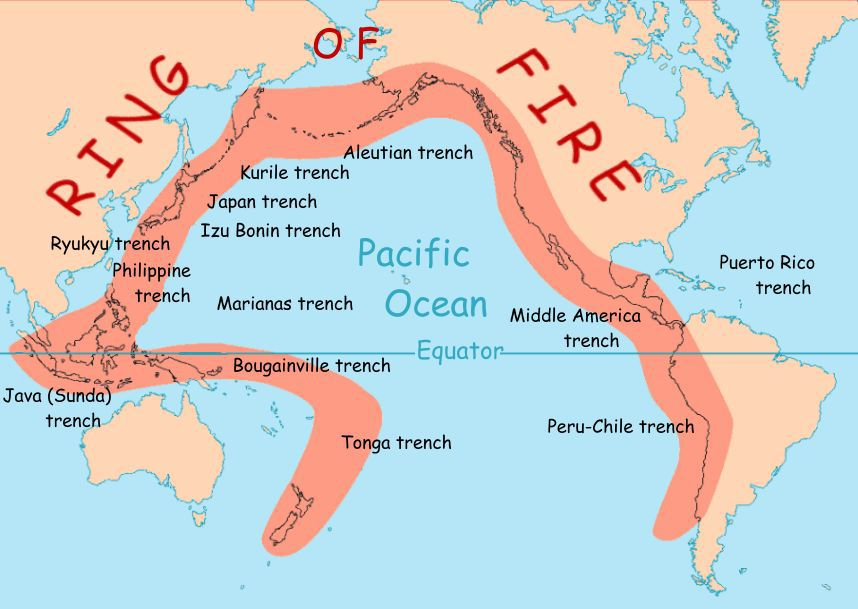 RING OF FIRE
Aleutian trench
Kurile trench
Japan trench
Izu Bonin trench
Ryukyu trench
Philippine
trench
Marianas trench
Pacific
Ocean
Puerto Rico
trench
Middle America
trench
Equator
Bougainville trench
Java (Sunda)
trench
Tonga trench
Peru-Chile trench